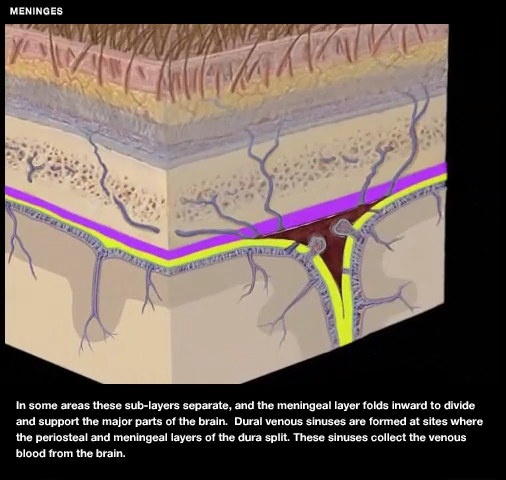 MENINGES
In some areas these sub-layers separate, and the meningeal layer folds inward to divide
and support the major parts of the brain.  Dural venous sinuses are formed at sites where
the periosteal and meningeal layers of the dura split. These sinuses collect the venous
blood from the brain.